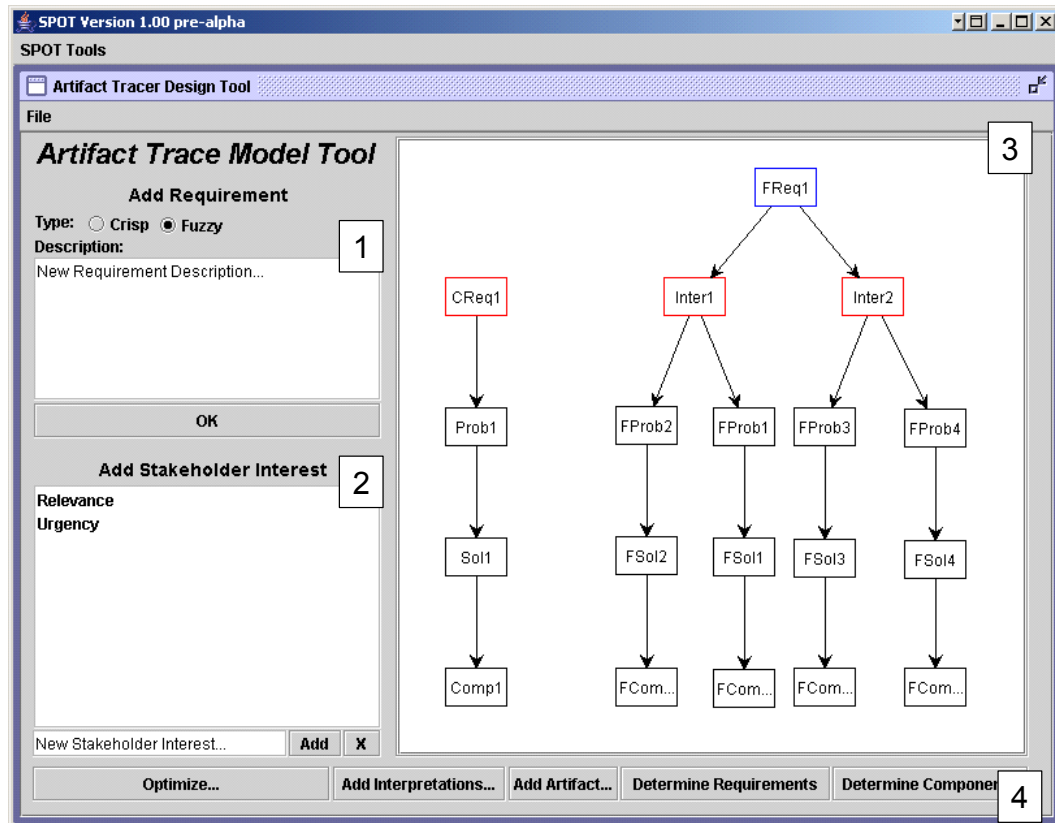 SPOT Version 1.00 pre-alpha
SPOT Tools
Artifact Tracer Design Tool
File
Artifact Trace Model Tool
Add Requirement
Type: Crisp Fuzzy
Description:
New Requirement Description...
1
OK
Add Stakeholder Interest
2
Relevance
Urgency
New Stakeholder Interest... Add X
3
FReq1
CReq1 Inter1 Inter2
Prob1 FProb2 FProb1 FProb3 FProb4
Sol1 FSol2 FSol1 FSol3 FSol4
Comp1 FCom... FCom... FCom... FCom...
Optimize... Add Interpretations... Add Artifact... Determine Requirements Determine Componen
4